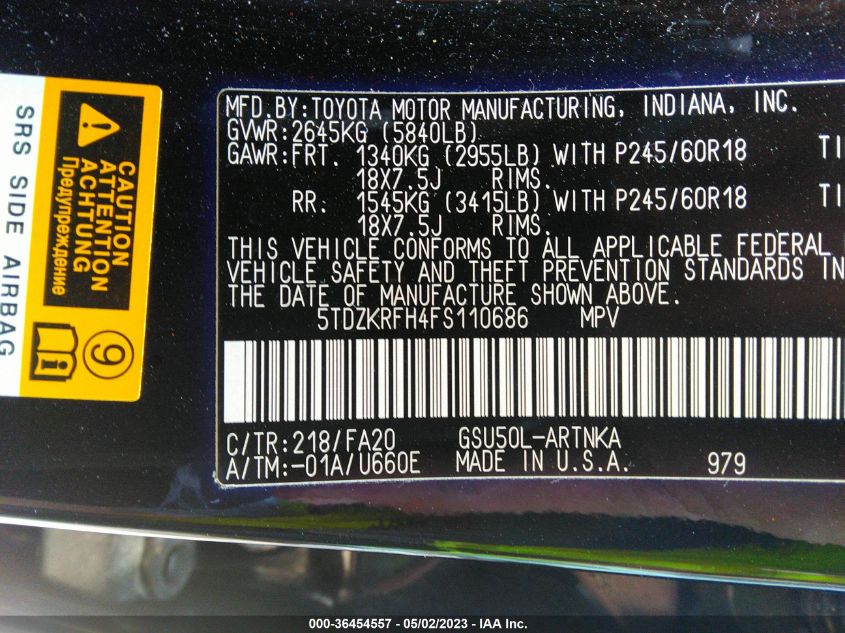 SRS SIDE AIRBAG
CAUTION
ATTENTION
ACHTUNG
Предупреждение
9
MFD.BY:TOYOTA MOTOR MANUFACTURING, INDIANA, INC.
GVWR:2645KG (5840LB)
GAWR:FRT. 1340KG (2955LB) WITH P245/60R18 TI
18X7.5J RIMS.
RR: 1545KG (3415LB) WITH P245/60R18 TI
18X7.5J RIMS.
THIS VEHICLE CONFORMS TO ALL APPLICABLE FEDERAL
VEHICLE SAFETY AND THEFT PREVENTION STANDARDS IN
THE DATE OF MANUFACTURE SHOWN ABOVE.
5TDZKRFH4FS110686 MPV
C/TR:218/FA20 GSU50L-ARTNKA
A/TM:-01A/U660E MADE IN U.S.A. 979
000-36454557 - 05/02/2023 - IAA Inc.